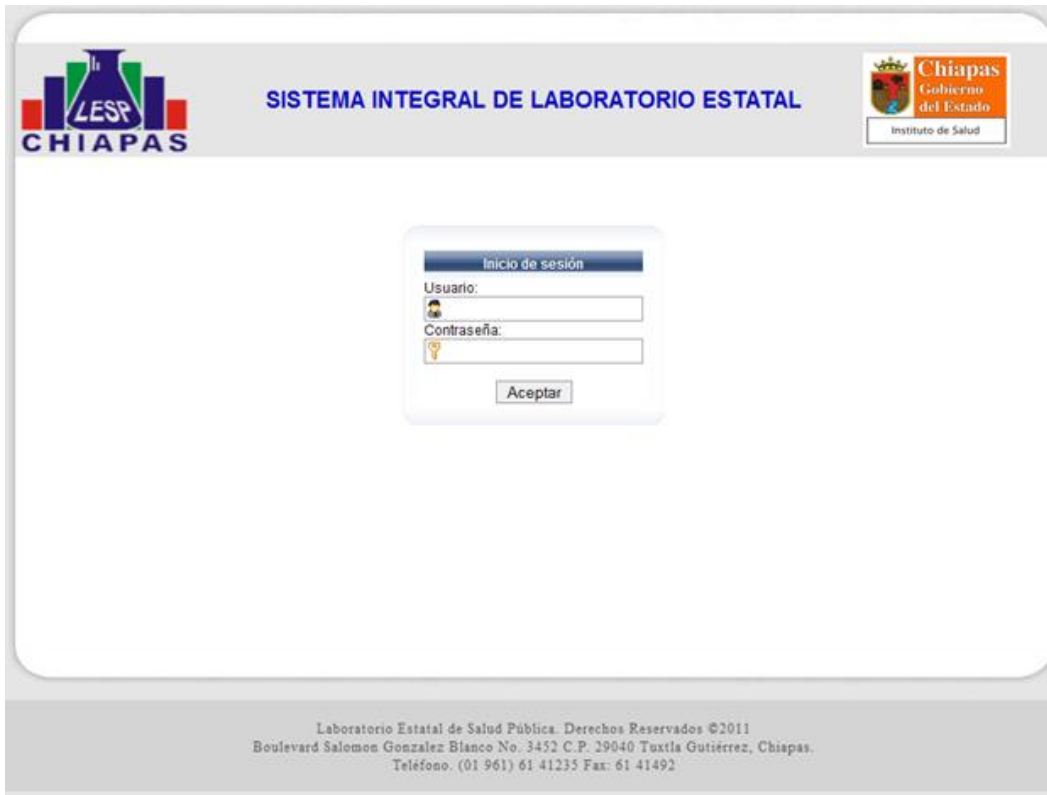 LESP
CHIAPAS
SISTEMA INTEGRAL DE LABORATORIO ESTATAL
Chiapas
Gobierno
del Estado
Instituto de Salud
Inicio de sesión
Usuario:
Contraseña:
Aceptar
Laboratorio Estatal de Salud Pública. Derechos Reservados ©2011
Boulevard Salomon Gonzalez Blanco No. 3452 C.P. 29040 Tuxtla Gutiérrez, Chiapas.
Teléfono. (01 961) 61 41235 Fax: 61 41492